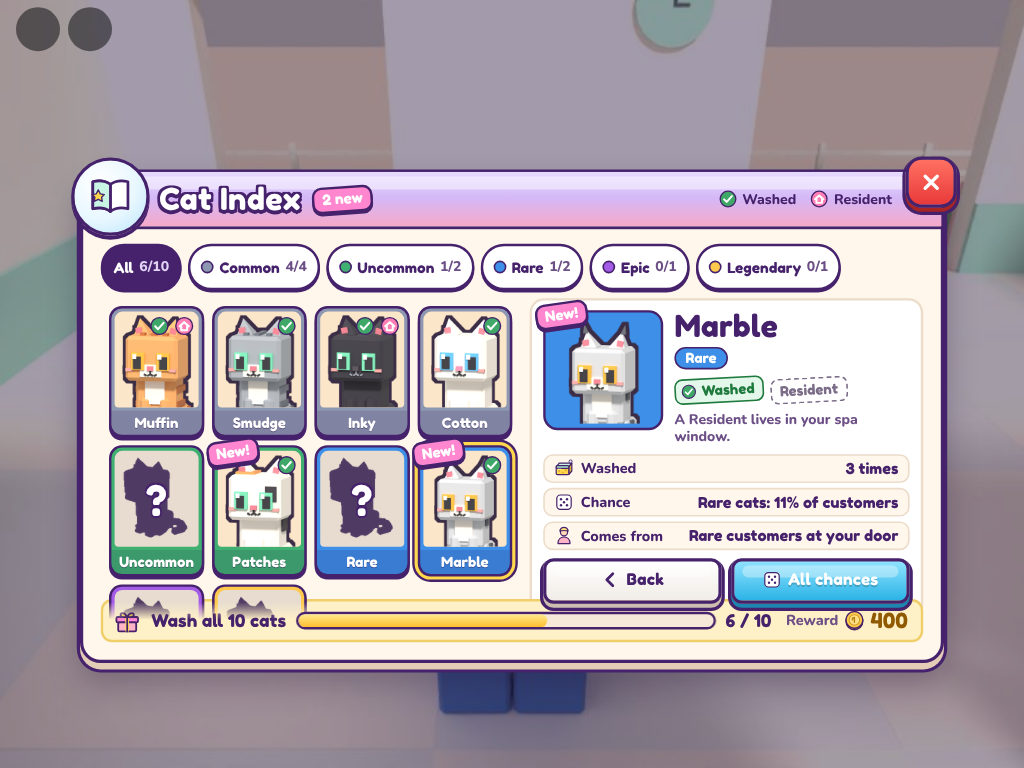 Cat Index
2 new
Washed
Resident
All 6/10
Common 4/4
Uncommon 1/2
Rare 1/2
Epic 0/1
Legendary 0/1
Muffin
Smudge
Inky
Cotton
?
Uncommon
New!
Patches
?
Rare
New!
Marble
New!
Marble
Rare
Washed
Resident
A Resident lives in your spa
window.
Washed
3 times
Chance
Rare cats: 11% of customers
Comes from
Rare customers at your door
Back
All chances
Wash all 10 cats
6 / 10
Reward
400